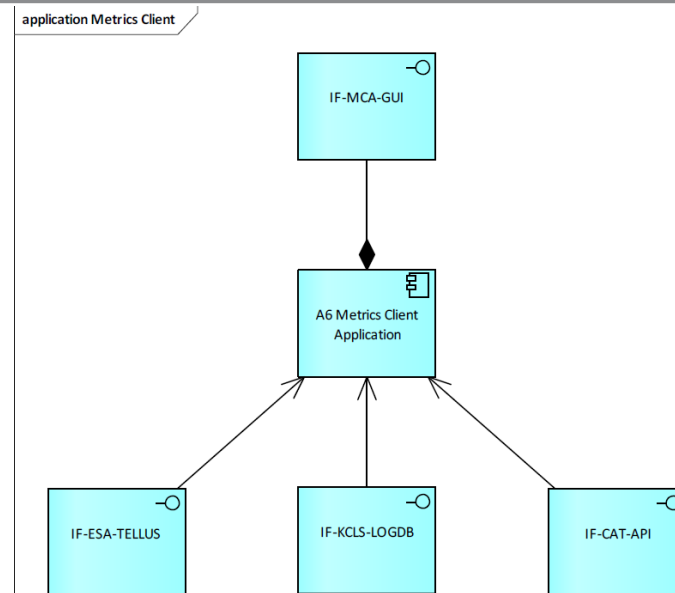 application Metrics Client
IF-MCA-GUI
A6 Metrics Client
Application
IF-ESA-TELLUS
IF-KCLS-LOGDB
IF-CAT-API